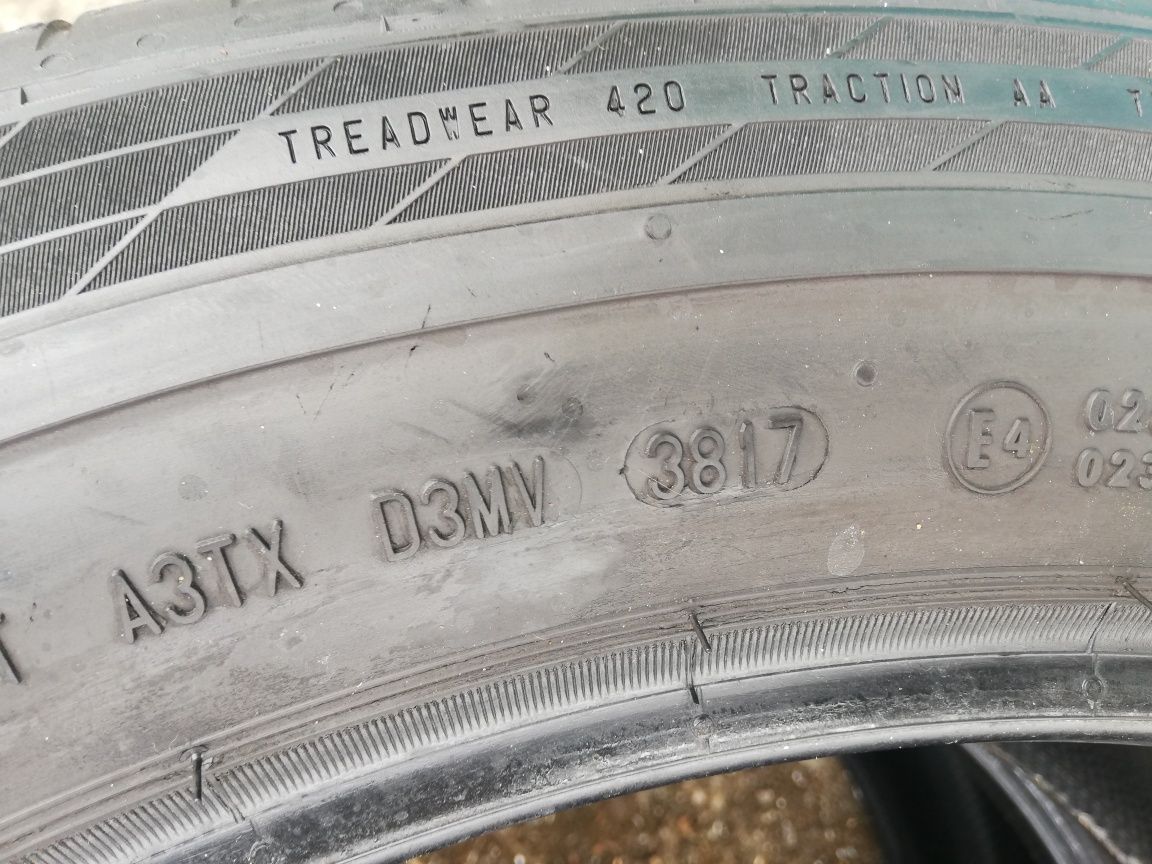 TREADWEAR 420 TRACTION AA
A3TX D3MV 3817 E4